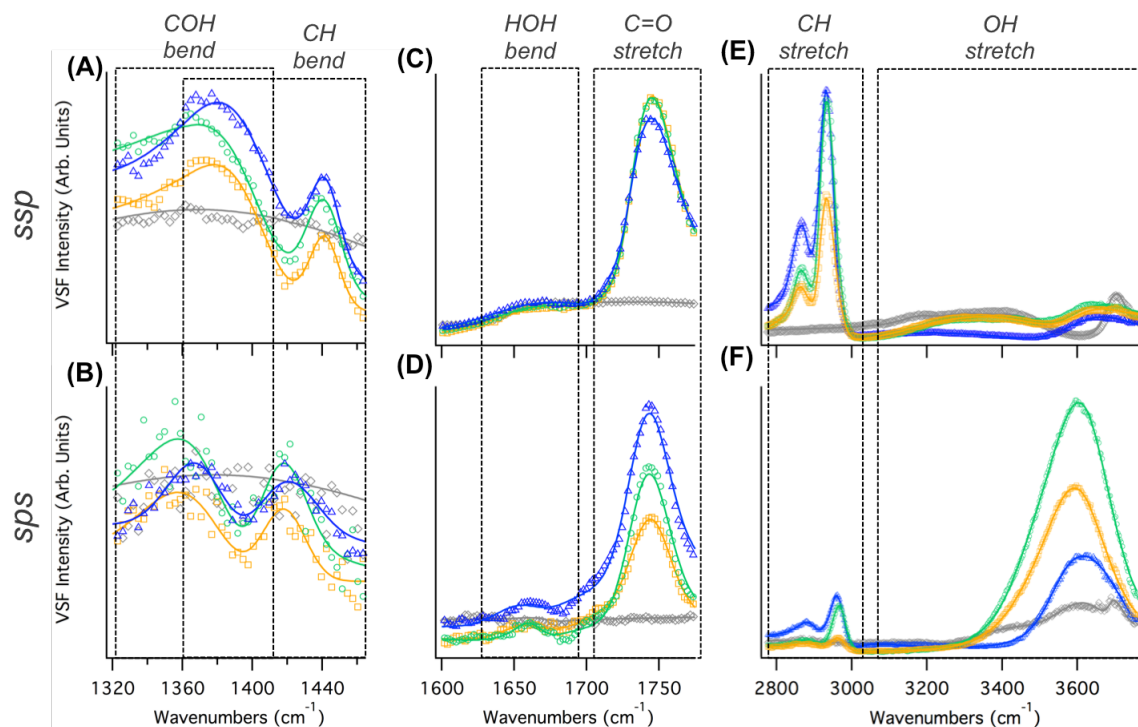 COH
bend
CH
bend
HOH
bend
C=O
stretch
CH
stretch
OH
stretch
(A)
(C)
(E)
ssp
VSF Intensity (Arb. Units)
(B)
(D)
(F)
sps
VSF Intensity (Arb. Units)
1320 1360 1400 1440
1600 1650 1700 1750
2800 3000 3200 3400 3600
Wavenumbers (cm⁻¹)
Wavenumbers (cm⁻¹)
Wavenumbers (cm⁻¹)